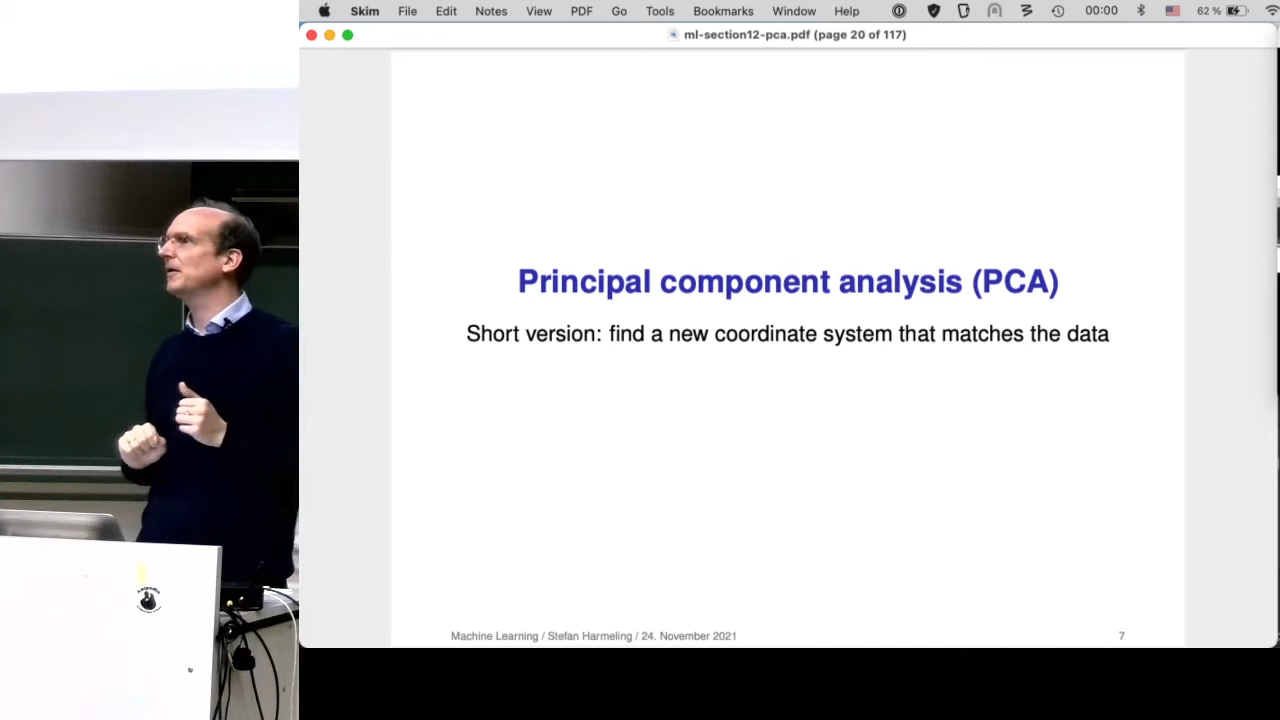 Skim File Edit Notes View PDF Go Tools Bookmarks Window Help 00:00 62 %
ml-section12-pca.pdf (page 20 of 117)
Principal component analysis (PCA)
Short version: find a new coordinate system that matches the data
Machine Learning / Stefan Harmeling / 24. November 2021 7